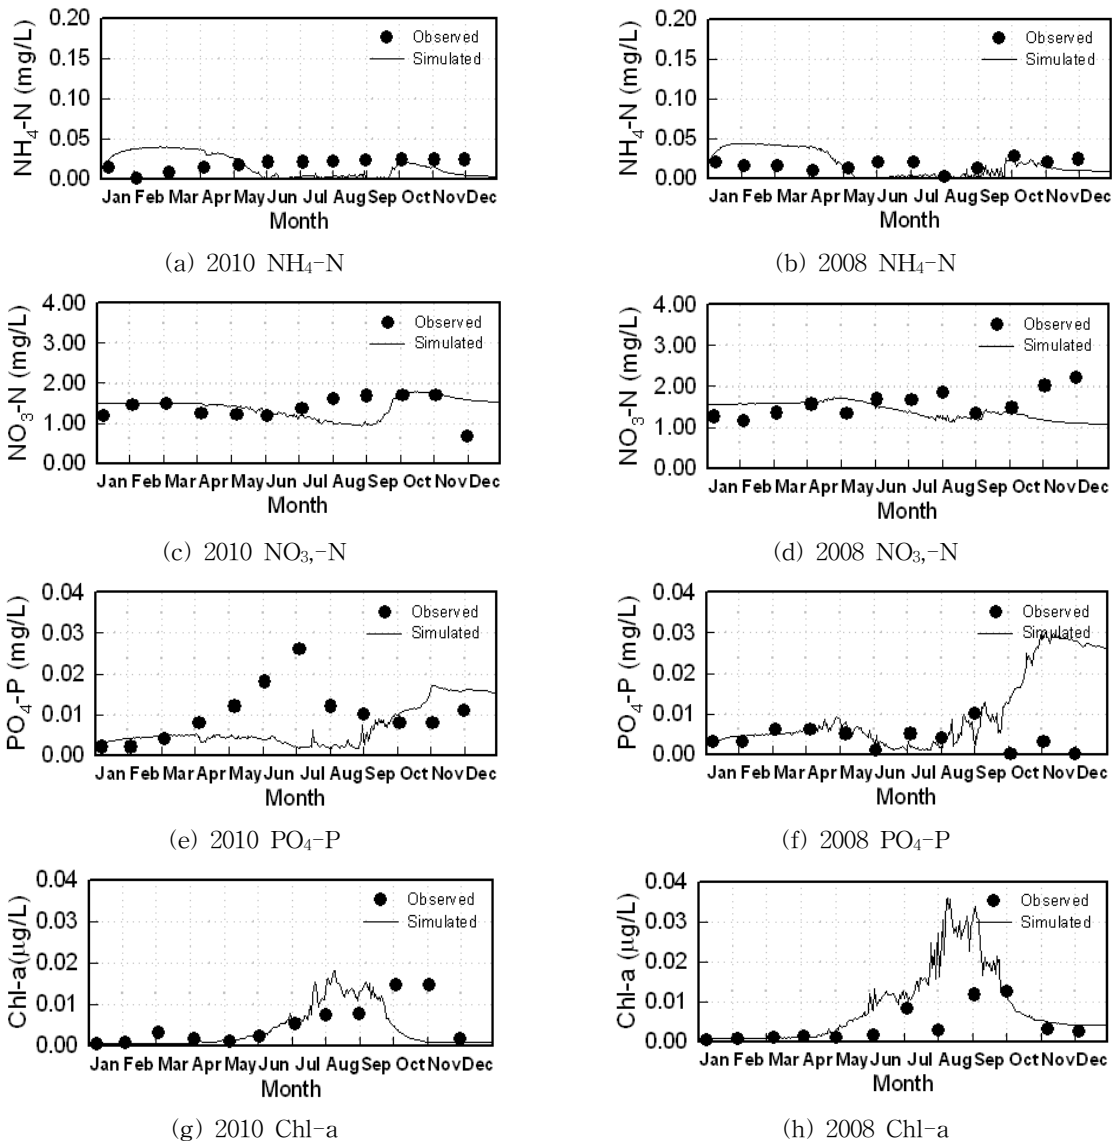 0.20
0.15
0.10
0.05
0.00
NH4-N (mg/L)
Observed
Simulated
Jan Feb Mar Apr May Jun Jul Aug Sep Oct Nov Dec
Month
(a) 2010 NH4-N
0.20
0.15
0.10
0.05
0.00
NH4-N (mg/L)
Observed
Simulated
Jan Feb Mar Apr May Jun Jul Aug Sep Oct Nov Dec
Month
(b) 2008 NH4-N
4.00
3.00
2.00
1.00
0.00
NO3-N (mg/L)
Observed
Simulated
Jan Feb Mar Apr May Jun Jul Aug Sep Oct Nov Dec
Month
(c) 2010 NO3,-N
4.00
3.00
2.00
1.00
0.00
NO3-N (mg/L)
Observed
Simulated
Jan Feb Mar Apr May Jun Jul Aug Sep Oct Nov Dec
Month
(d) 2008 NO3,-N
0.04
0.03
0.02
0.01
0.00
PO4-P (mg/L)
Observed
Simulated
Jan Feb Mar Apr May Jun Jul Aug Sep Oct Nov Dec
Month
(e) 2010 PO4-P
0.04
0.03
0.02
0.01
0.00
PO4-P (mg/L)
Observed
Simulated
Jan Feb Mar Apr May Jun Jul Aug Sep Oct Nov Dec
Month
(f) 2008 PO4-P
0.04
0.03
0.02
0.01
0.00
Chl-a(μg/L)
Observed
Simulated
Jan Feb Mar Apr May Jun Jul Aug Sep Oct Nov Dec
Month
(g) 2010 Chl-a
0.04
0.03
0.02
0.01
0.00
Chl-a (μg/L)
Observed
Simulated
Jan Feb Mar Apr May Jun Jul Aug Sep Oct Nov Dec
Month
(h) 2008 Chl-a